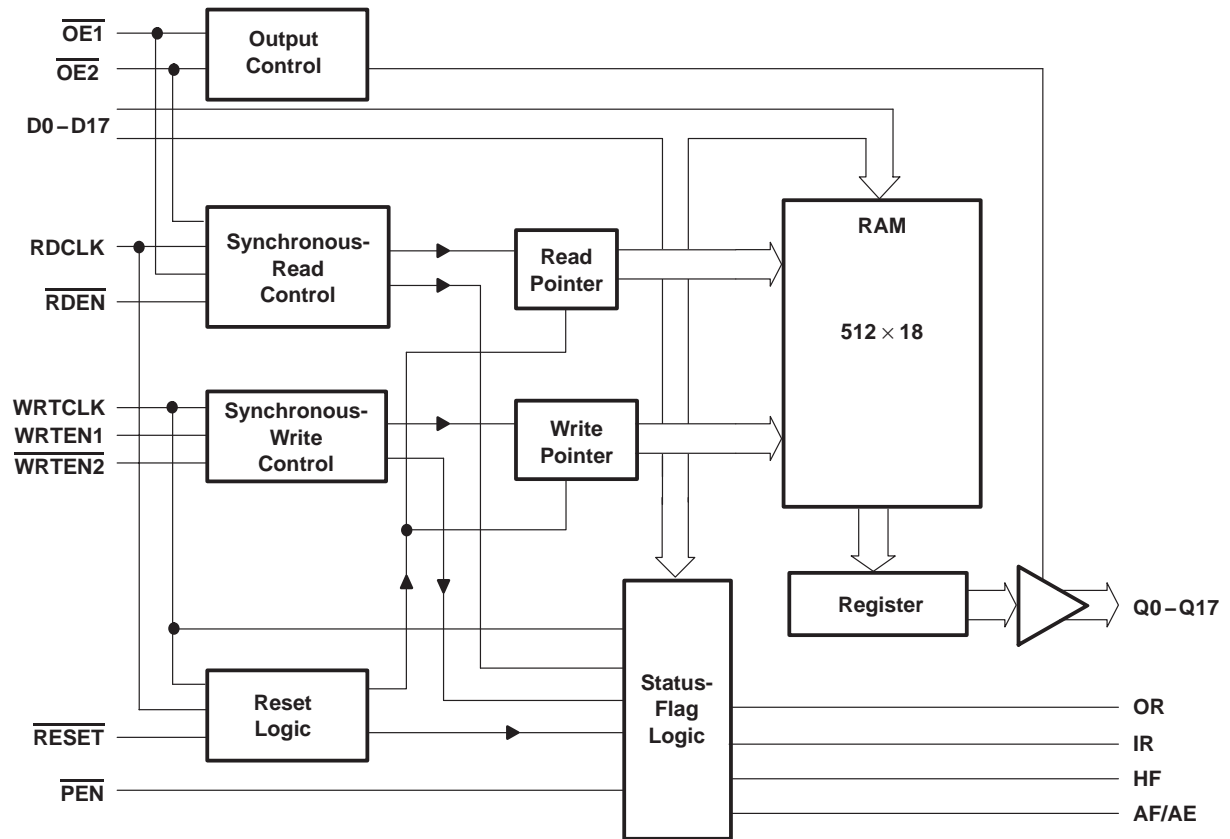 OE1
OE2
Output
Control
D0–D17
RDCLK
RDEN
Synchronous-
Read
Control
Read
Pointer
RAM
512 × 18
WRTCLK
WRTEN1
WRTEN2
Synchronous-
Write
Control
Write
Pointer
Register
Q0–Q17
Reset
Logic
RESET
PEN
Status-
Flag
Logic
OR
IR
HF
AF/AE